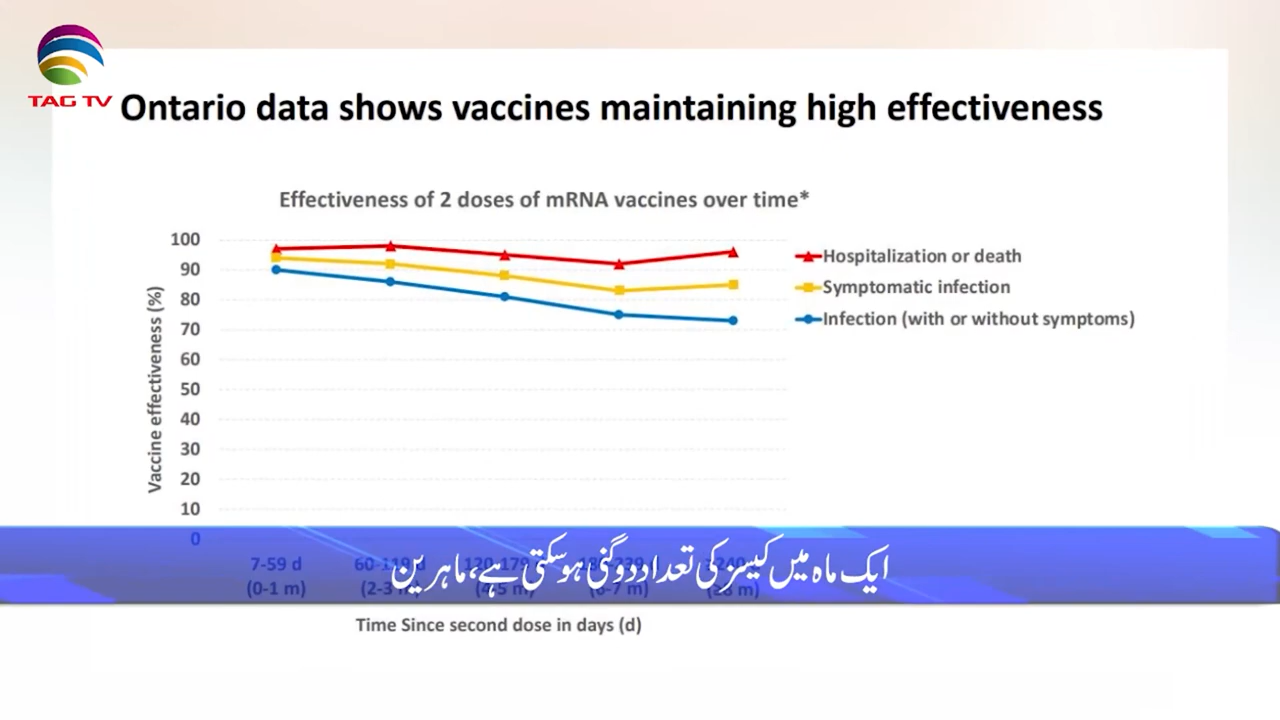 TAG TV
Ontario data shows vaccines maintaining high effectiveness
Effectiveness of 2 doses of mRNA vaccines over time*
Vaccine effectiveness (%)
100
90
80
70
60
50
40
30
20
10
0
Hospitalization or death
Symptomatic infection
Infection (with or without symptoms)
7-59 d
(0-1 m)
ایک ماہ میں کیسز کی تعداد دوگنی ہوسکتی ہے، ماہرین
Time Since second dose in days (d)